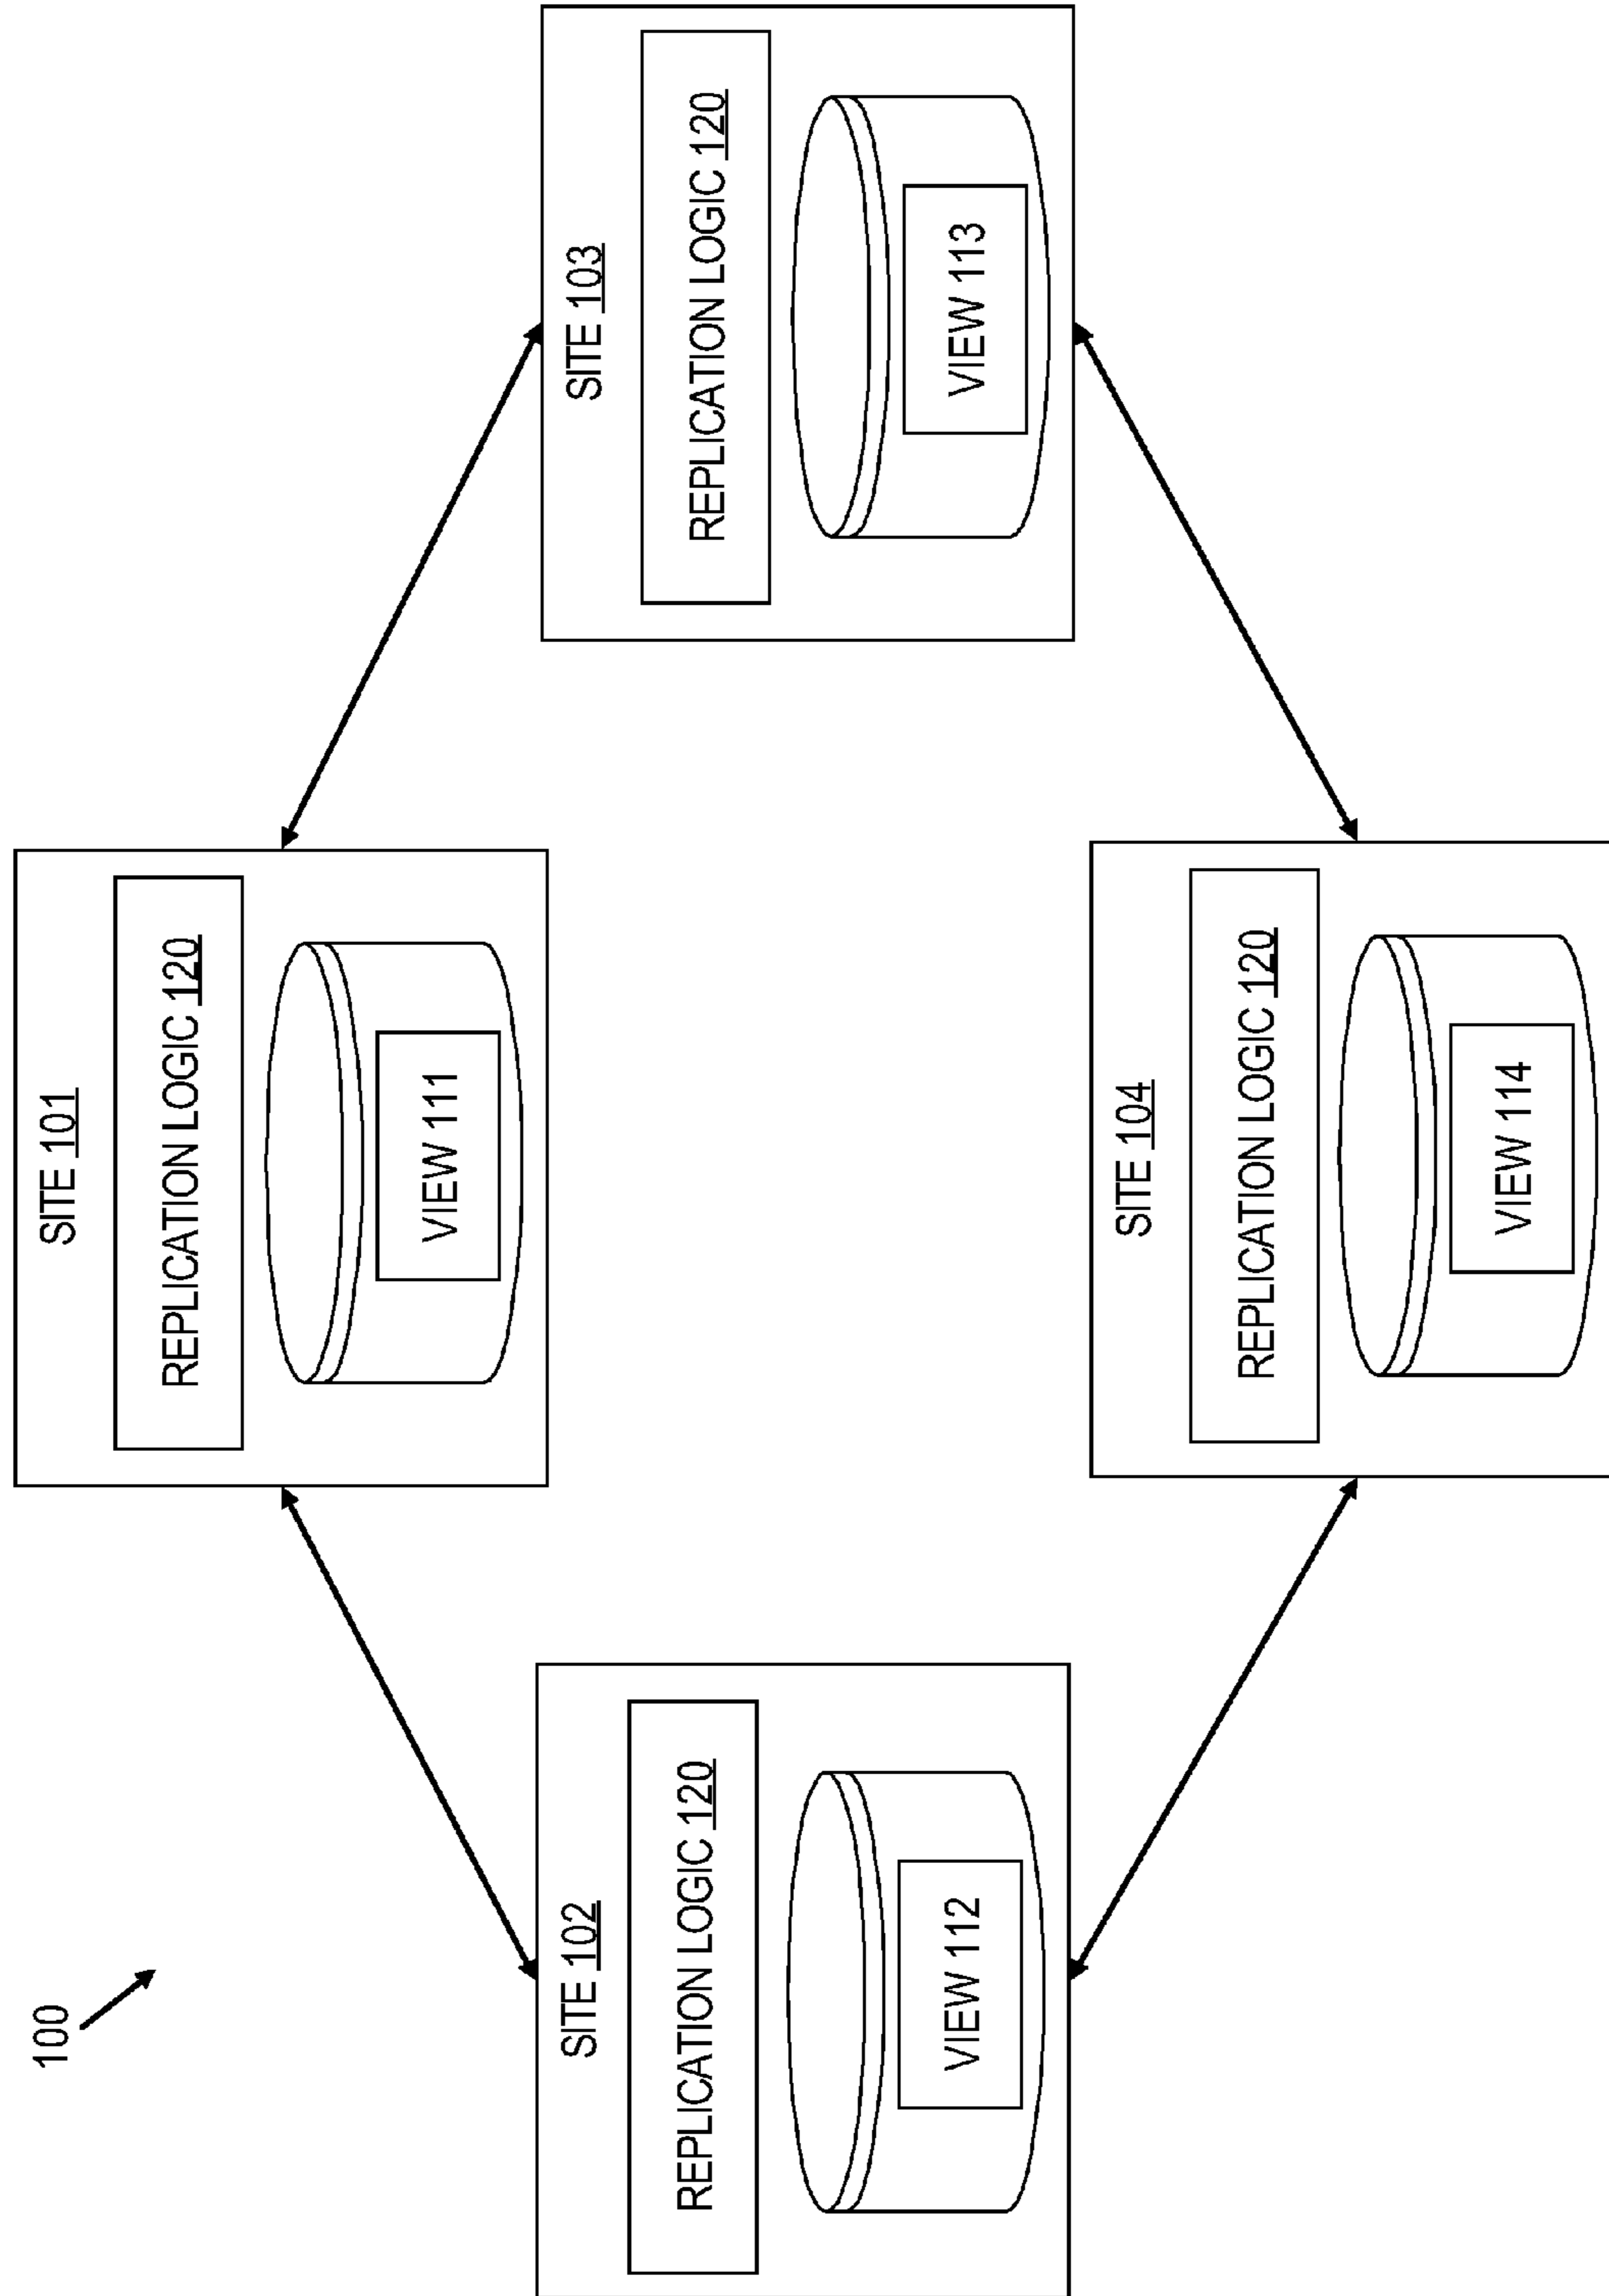 100
SITE 101
REPLICATION LOGIC 120
VIEW 111
SITE 102
REPLICATION LOGIC 120
VIEW 112
SITE 103
REPLICATION LOGIC 120
VIEW 113
SITE 104
REPLICATION LOGIC 120
VIEW 114